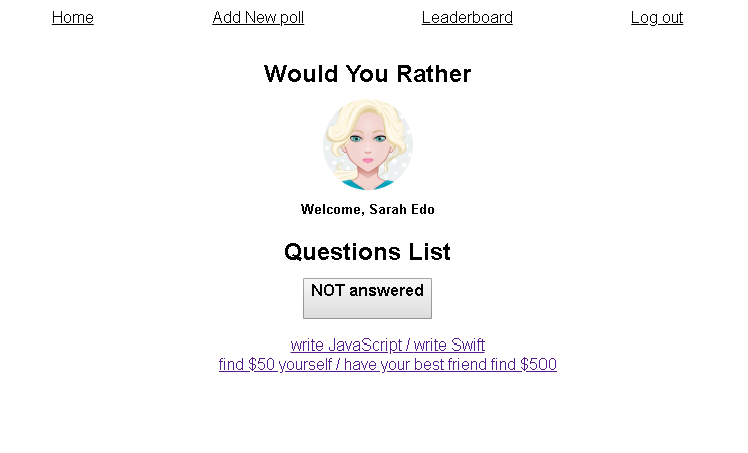 Home Add New poll Leaderboard Log out
Would You Rather
Welcome, Sarah Edo
Questions List
NOT answered
write JavaScript / write Swift
find $50 yourself / have your best friend find $500